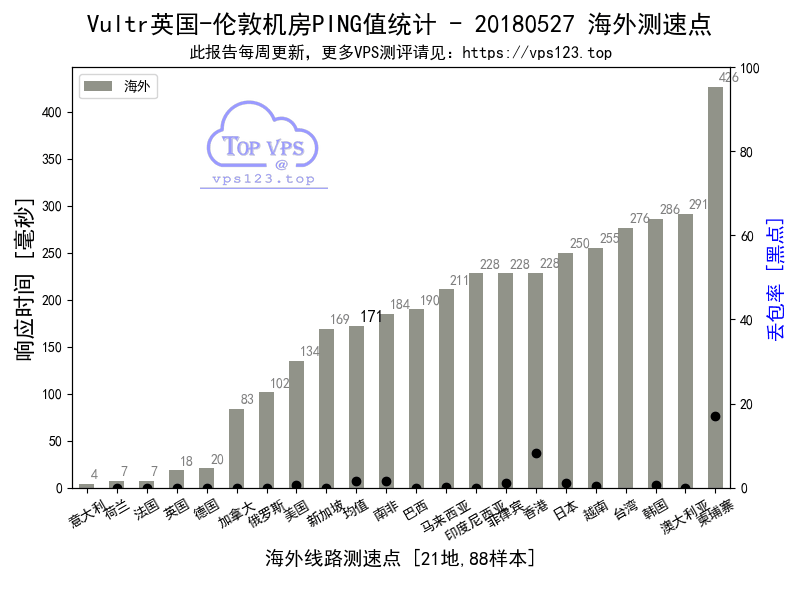 Vultr英国-伦敦机房PING值统计 - 20180527 海外测速点
此报告每周更新，更多VPS测评请见：https://vps123.top
海外
TOP VPS
@
vps123.top
响应时间 [毫秒]
0
50
100
150
200
250
300
350
400
4
7
7
18
20
83
102
134
169
171
184
190
211
228
228
228
250
255
276
286
291
426
0
20
40
60
80
100
丢包率 [黑点]
意大利
荷兰
法国
英国
德国
加拿大
俄罗斯
美国
新加坡
均值
南非
巴西
马来西亚
印度尼西亚
菲律宾
香港
日本
越南
台湾
韩国
澳大利亚
柬埔寨
海外线路测速点 [21地,88样本]